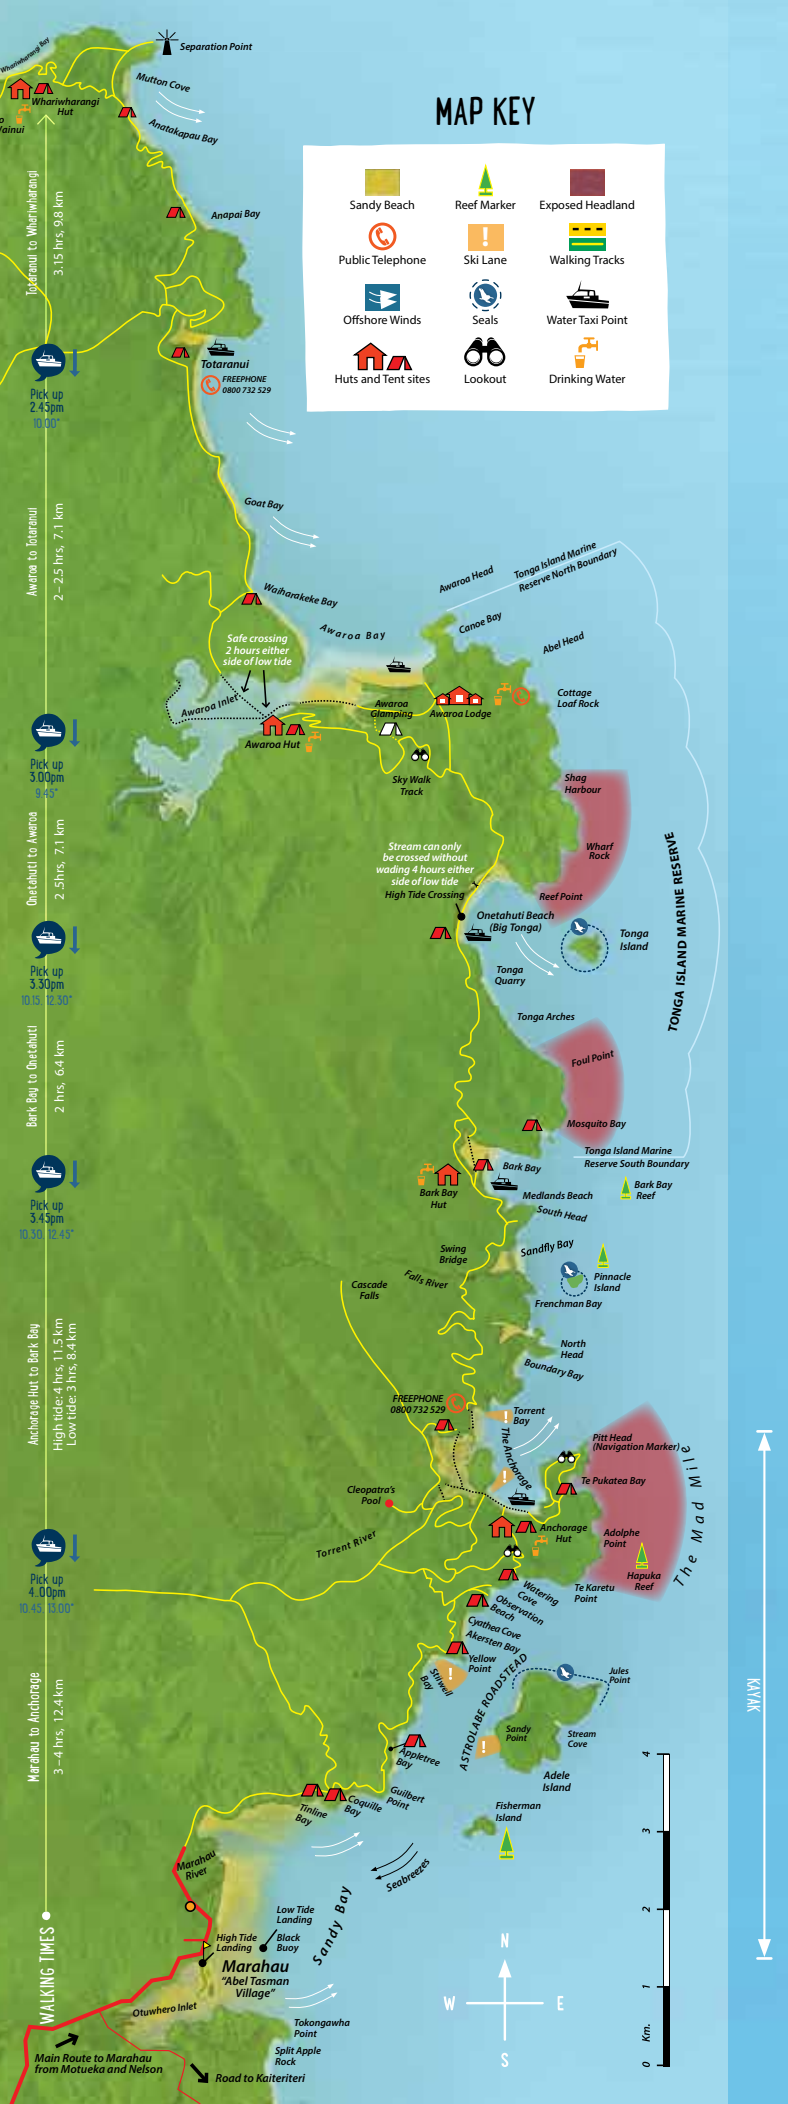 Whariwharangi Bay
Separation Point
Mutton Cove
Whariwharangi
Hut
Anatakapau Bay
MAP KEY
Sandy Beach
Reef Marker
Exposed Headland
Public Telephone
Ski Lane
Walking Tracks
Offshore Winds
Seals
Water Taxi Point
Huts and Tent sites
Lookout
Drinking Water
Totaranui to Whariwharangi
3.15 hrs, 9.8 km
Anapai Bay
Totaranui
FREEPHONE
0800 732 529
Pick up
2.45pm
10.00*
Goat Bay
Awaroa to Totaranui
2 – 2.5 hrs, 7.1 km
Waiharakeke Bay
Awaroa Head
Tonga Island Marine
Reserve North Boundary
Canoe Bay
Abel Head
Awaroa Bay
Safe crossing
2 hours either
side of low tide
Awaroa Inlet
Awaroa
Glamping
Awaroa Lodge
Cottage
Loaf Rock
Awaroa Hut
Sky Walk
Track
Pick up
3.00pm
9.45*
Shag
Harbour
Wharf
Rock
Reef Point
Onetahuti to Awaroa
2.5hrs, 7.1 km
Stream can only
be crossed without
wading 4 hours either
side of low tide
High Tide Crossing
Onetahuti Beach
(Big Tonga)
Tonga
Island
TONGA ISLAND MARINE RESERVE
Pick up
3.30pm
10.15, 12.30*
Tonga
Quarry
Tonga Arches
Foul Point
Bark Bay to Onetahuti
2 hrs, 6.4 km
Mosquito Bay
Tonga Island Marine
Reserve South Boundary
Bark Bay
Bark Bay
Hut
Medlands Beach
Bark Bay
Reef
South Head
Pick up
3.45pm
10.30, 12.45*
Swing
Bridge
Sandfly Bay
Pinnacle
Island
Falls River
Cascade
Falls
Frenchman Bay
North
Head
Boundary Bay
Anchorage Hut to Bark Bay
High tide: 4 hrs, 11.5 km
Low tide: 3 hrs, 8.4 km
FREEPHONE
0800 732 529
Torrent
Bay
The Anchorage
Pitt Head
(Navigation Marker)
Te Pukatea Bay
The Mad Mile
Cleopatra's
Pool
Torrent River
Anchorage
Hut
Adolphe
Point
Hapuka
Reef
Te Karetu
Point
Watering
Cove
Observation
Beach
Cyathea Cove
Akersten Bay
Yellow
Point
Stilwell
Bay
Pick up
4.00pm
10.45, 13.00*
Marahau to Anchorage
3 – 4 hrs, 12.4 km
ASTROLABE ROADSTEAD
Jules
Point
Sandy
Point
Stream
Cove
Adele
Island
KAYAK
Appletree
Bay
Guilbert
Point
Coquille
Bay
Tinline
Bay
Fisherman
Island
Marahau
River
Seabreezes
Sandy Bay
Low Tide
Landing
Black
Buoy
High Tide
Landing
Marahau
"Abel Tasman
Village"
WALKING TIMES
Otuwhero Inlet
Tokongawha
Point
Split Apple
Rock
Main Route to Marahau
from Motueka and Nelson
Road to Kaiteriteri
N
W
E
S
4
3
2
1
Km.
0